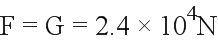 F = G = 2.4 × 10⁴N